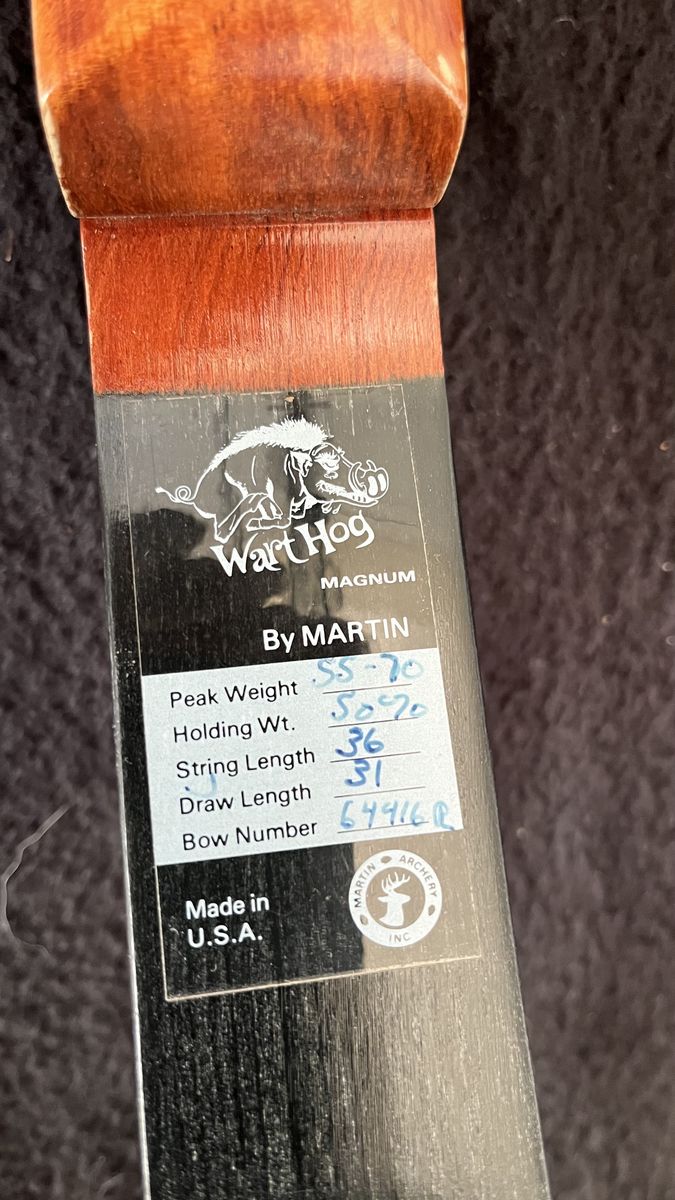 Wart Hog
MAGNUM
By MARTIN
Peak Weight 55-70
Holding Wt. 50%
String Length 36
Draw Length 31
Bow Number 64416R
Made in
U.S.A.
MARTIN ARCHERY
INC